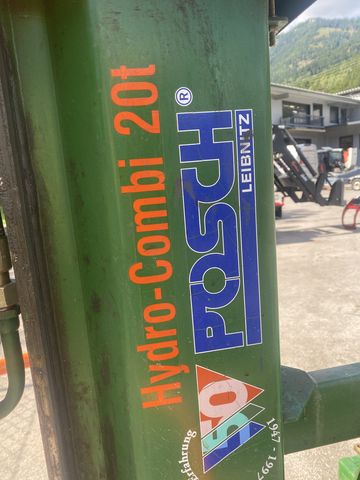 Hydro-Combi 20t
POSCH®
LEIBNITZ
50
Erfahrung
1947 - 1997